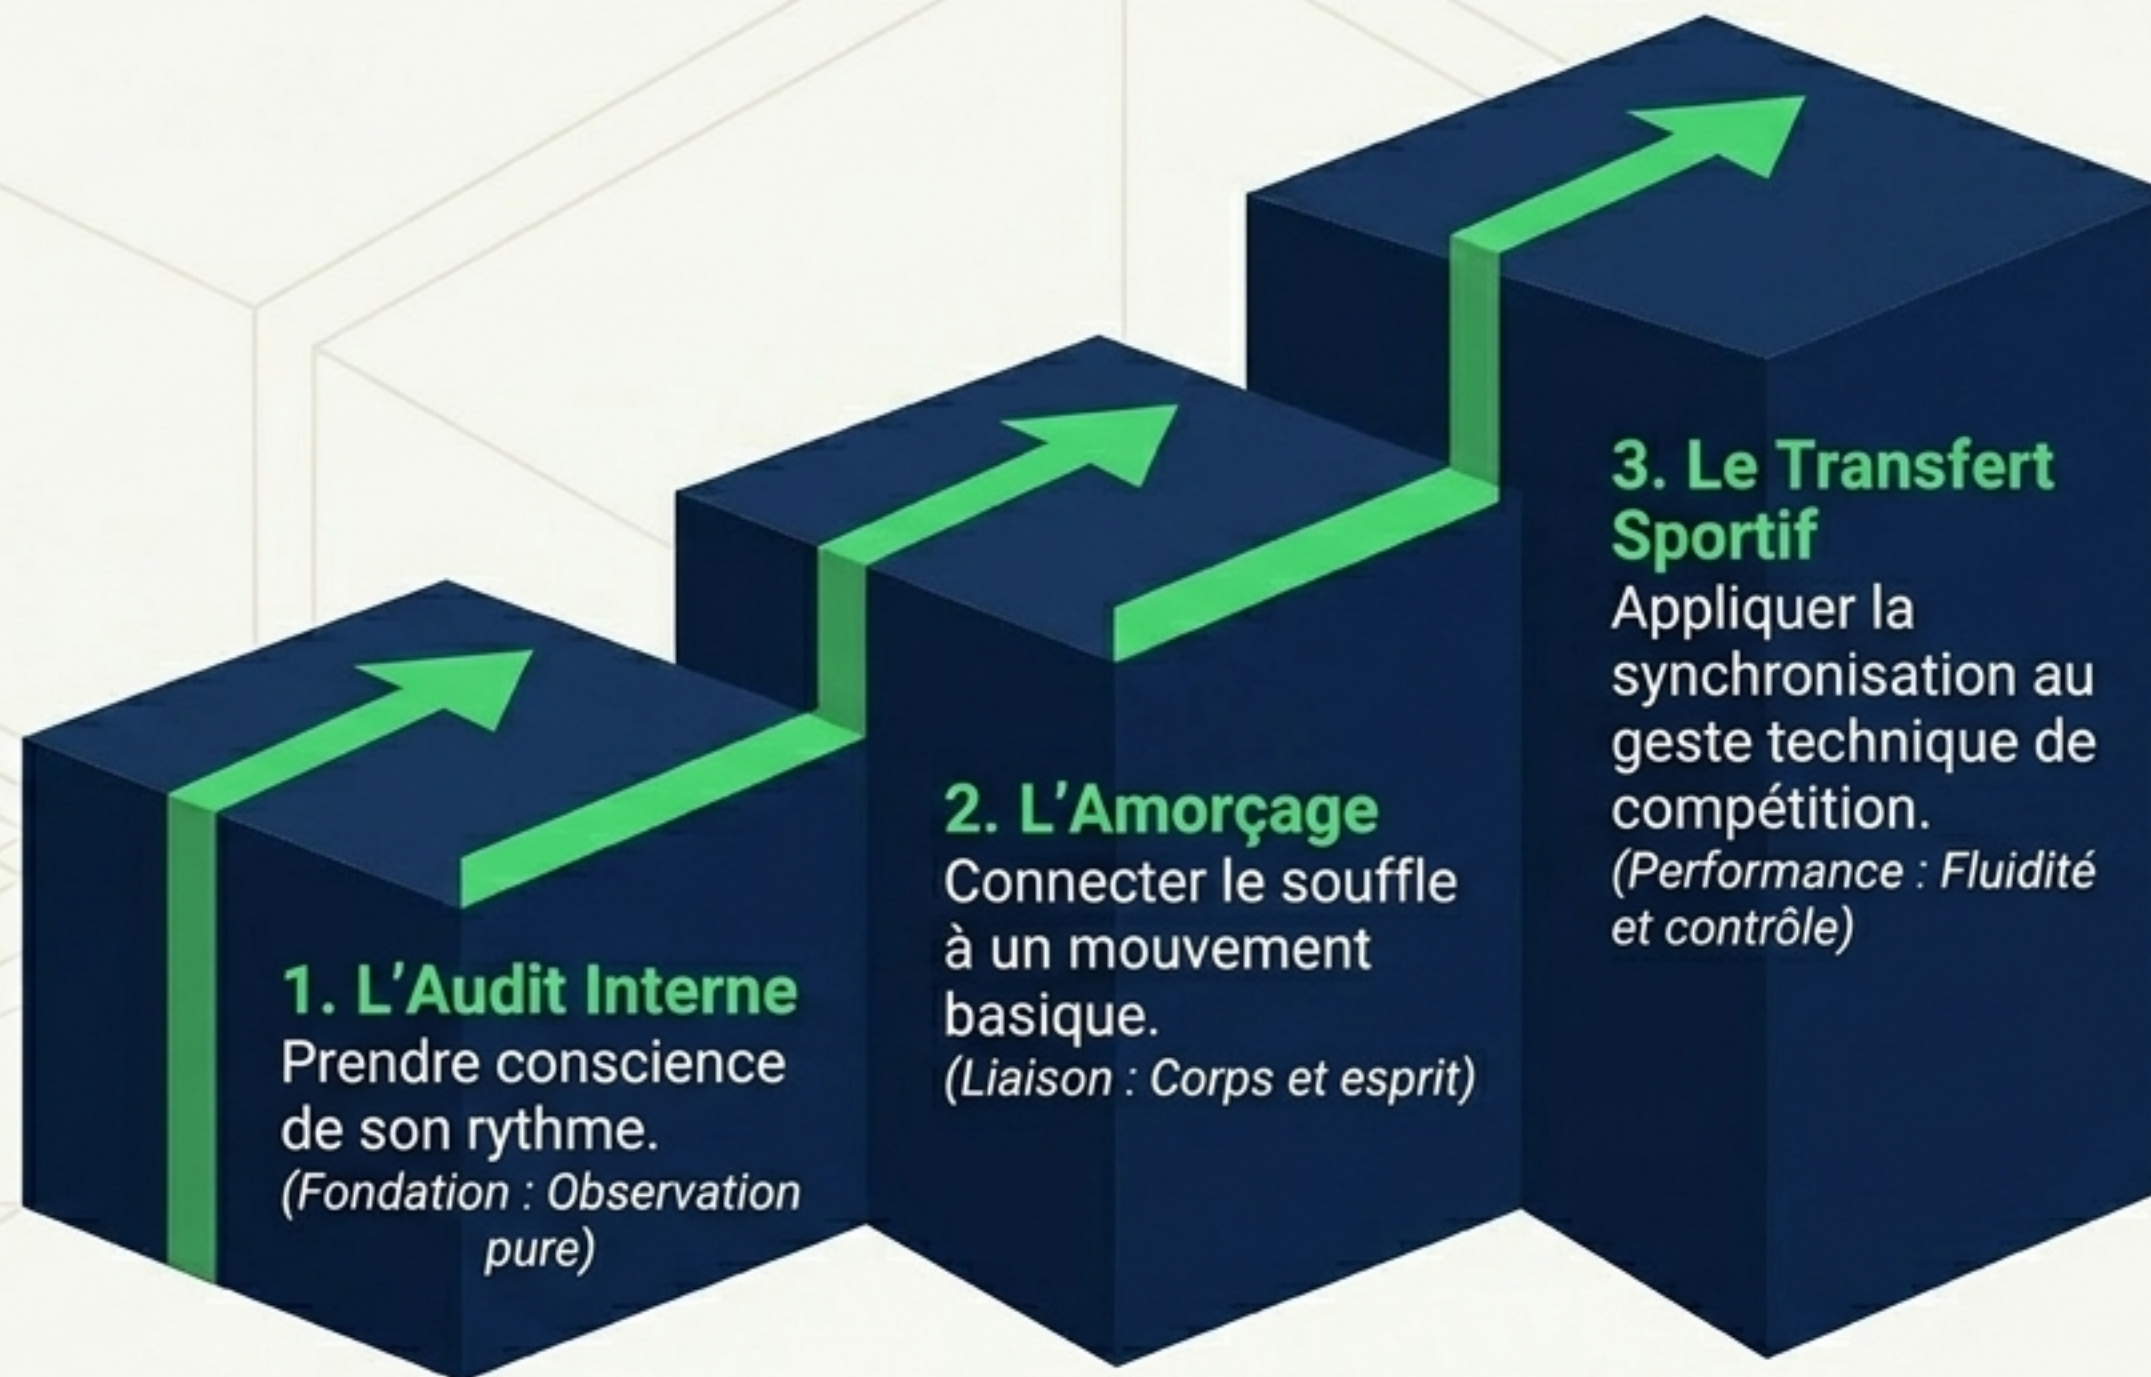 1. L’Audit Interne
Prendre conscience
de son rythme.
(Fondation : Observation
pure)
2. L’Amorçage
Connecter le souffle
à un mouvement
basique.
(Liaison : Corps et esprit)
3. Le Transfert
Sportif
Appliquer la
synchronisation au
geste technique de
compétition.
(Performance : Fluidité
et contrôle)